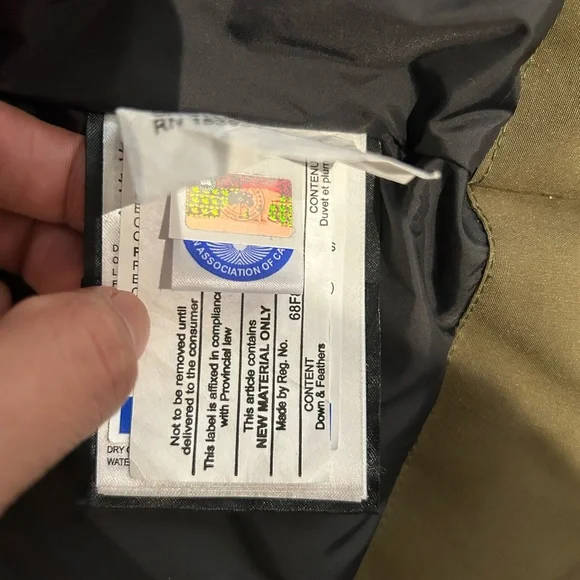 RN
ASSOCIATION OF CA
Not to be removed until
delivered to the consumer
This label is affixed in compliance
with Provincial law
This article contains
NEW MATERIAL ONLY
Made by Reg. No.
68F
CONTENT
Down & Feathers
CONTENU
Duvet et plum
DRY
WATE